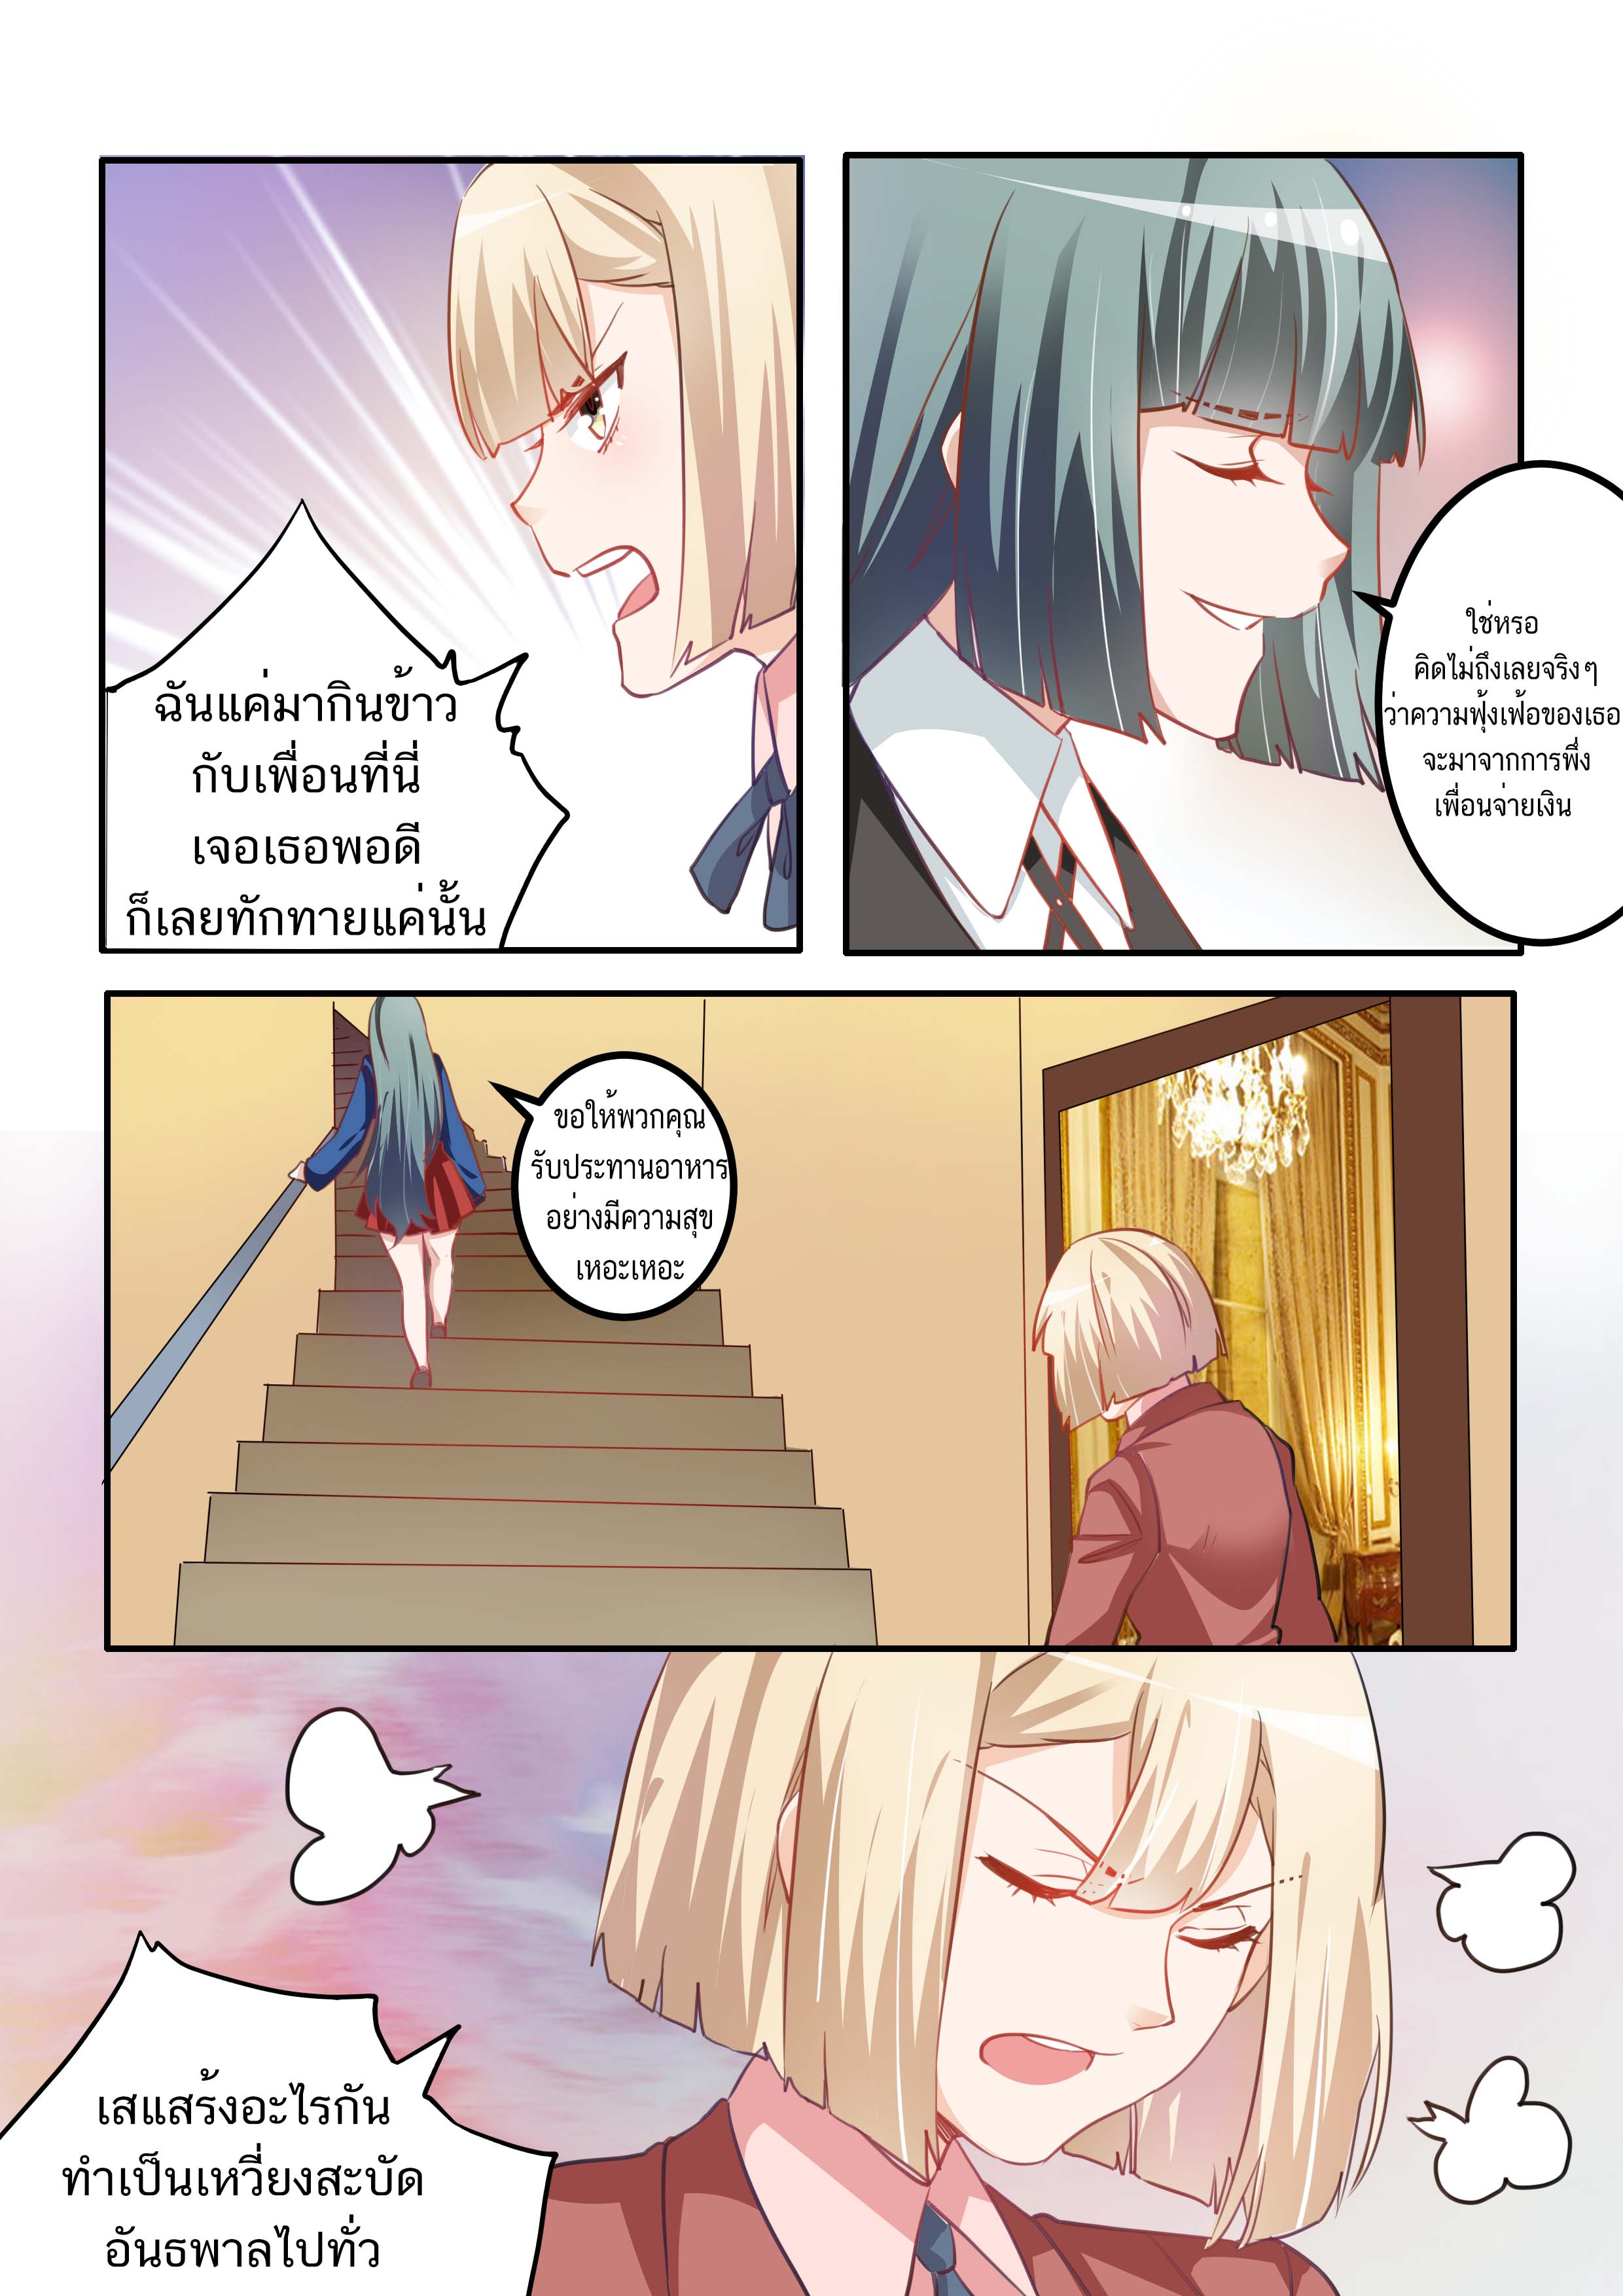 ฉันแค่มากินข้าว
กับเพื่อนที่นี่
เจอเธอพอดี
ก็เลยทักทายแค่นั้น
ใช่หรอ
คิดไม่ถึงเลยจริงๆ
ว่าความฟุ้งเฟ้อของเธอ
จะมาจากการพึ่ง
เพื่อนจ่ายเงิน
ขอให้พวกคุณ
รับประทานอาหาร
อย่างมีความสุข
เหอะเหอะ
เสแสร้งอะไรกัน
ทำเป็นเหวี่ยงสะบัด
อันธพาลไปทั่ว